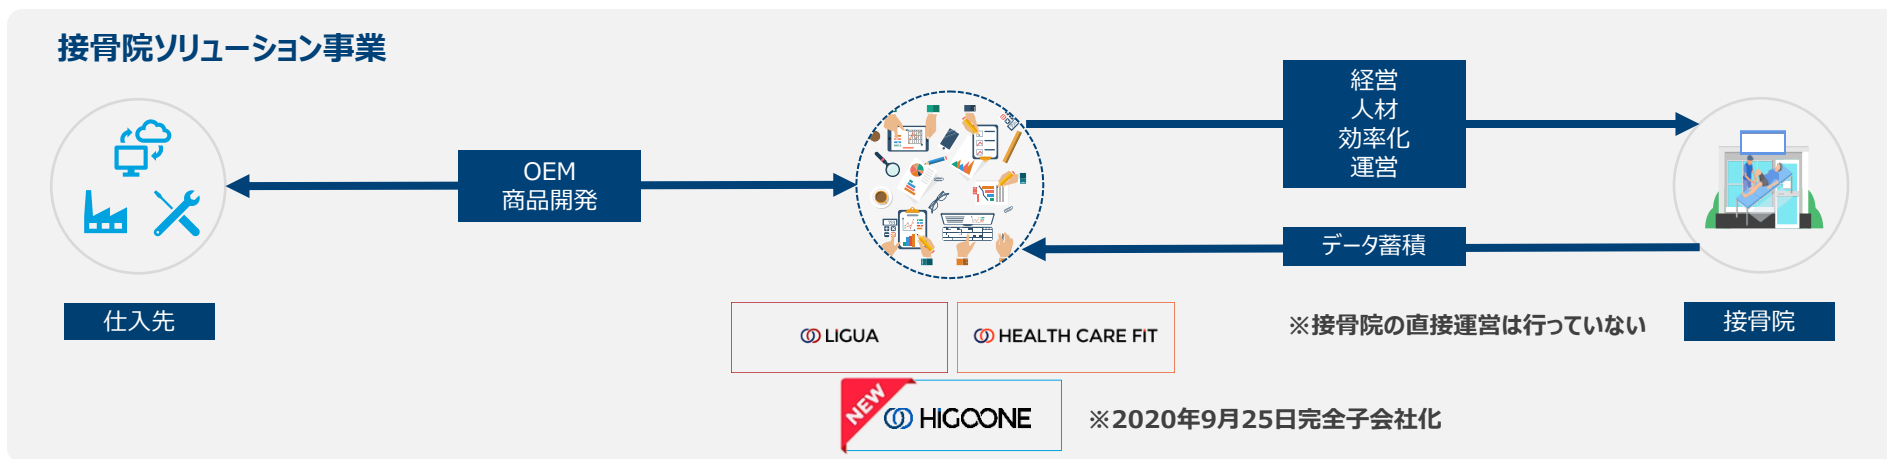 接骨院ソリューション事業
経営
人材
効率化
運営
OEM
商品開発
データ蓄積
仕入先
LIGUA
HEALTH CARE FIT
※接骨院の直接運営は行っていない
接骨院
NEW
HIGOONE
※2020年9月25日完全子会社化